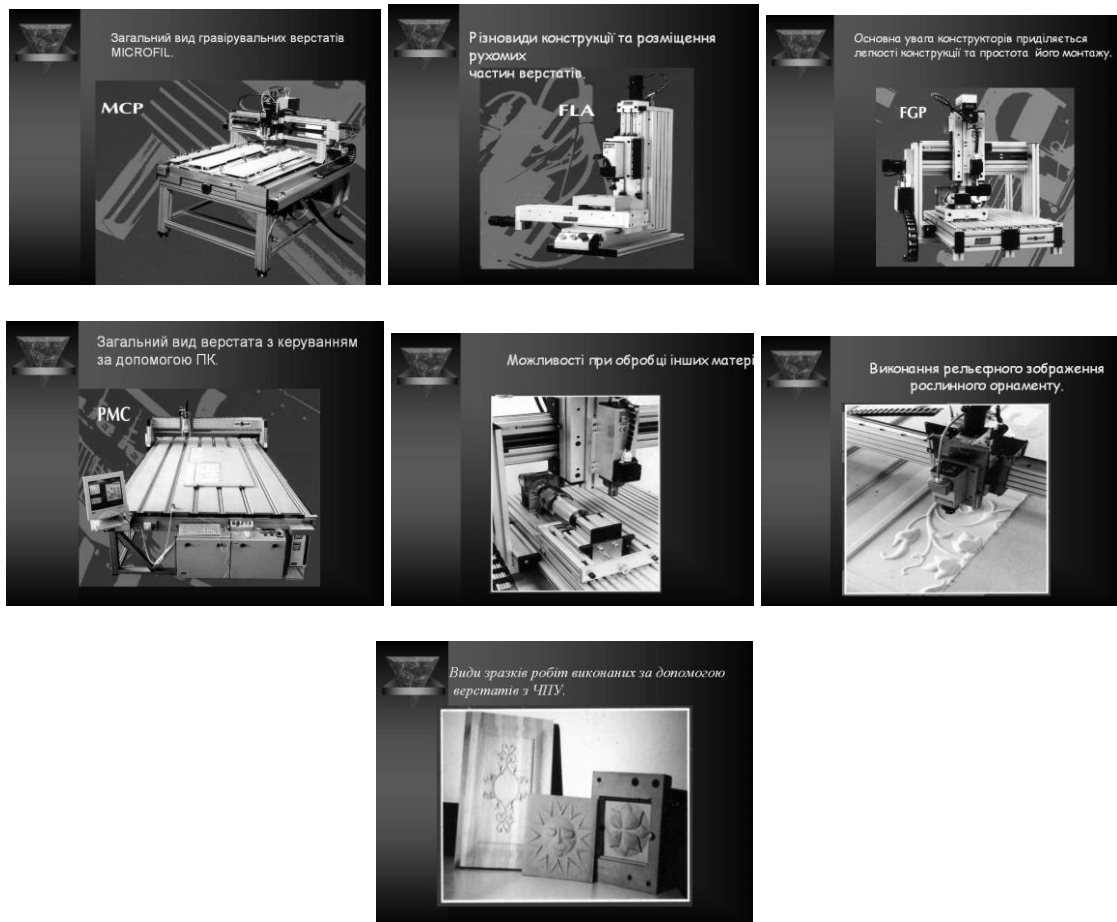 Загальний вид гравірувальних верстатів
MICROFIL.
MCP
Різновиди конструкції та розміщення
рухомих
частин верстатів.
FLA
Основна увага конструкторів приділяється
легкості конструкції та простота його монтажу.
FGP
Загальний вид верстата з керуванням
за допомогою ПК.
PMC
Можливості при обробці інших матері
Виконання рельєфного зображення
рослинного орнаменту.
Види зразків робіт виконаних за допомогою
верстатів з ЧПУ.